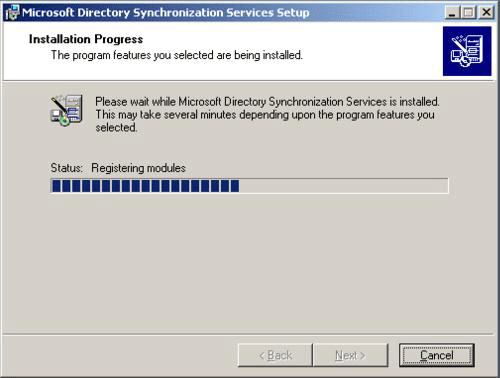 Microsoft Directory Synchronization Services Setup
Installation Progress
The program features you selected are being installed.
Please wait while Microsoft Directory Synchronization Services is installed.
This may take several minutes depending upon the program features you
selected.
Status: Registering modules
< Back
Next >
Cancel